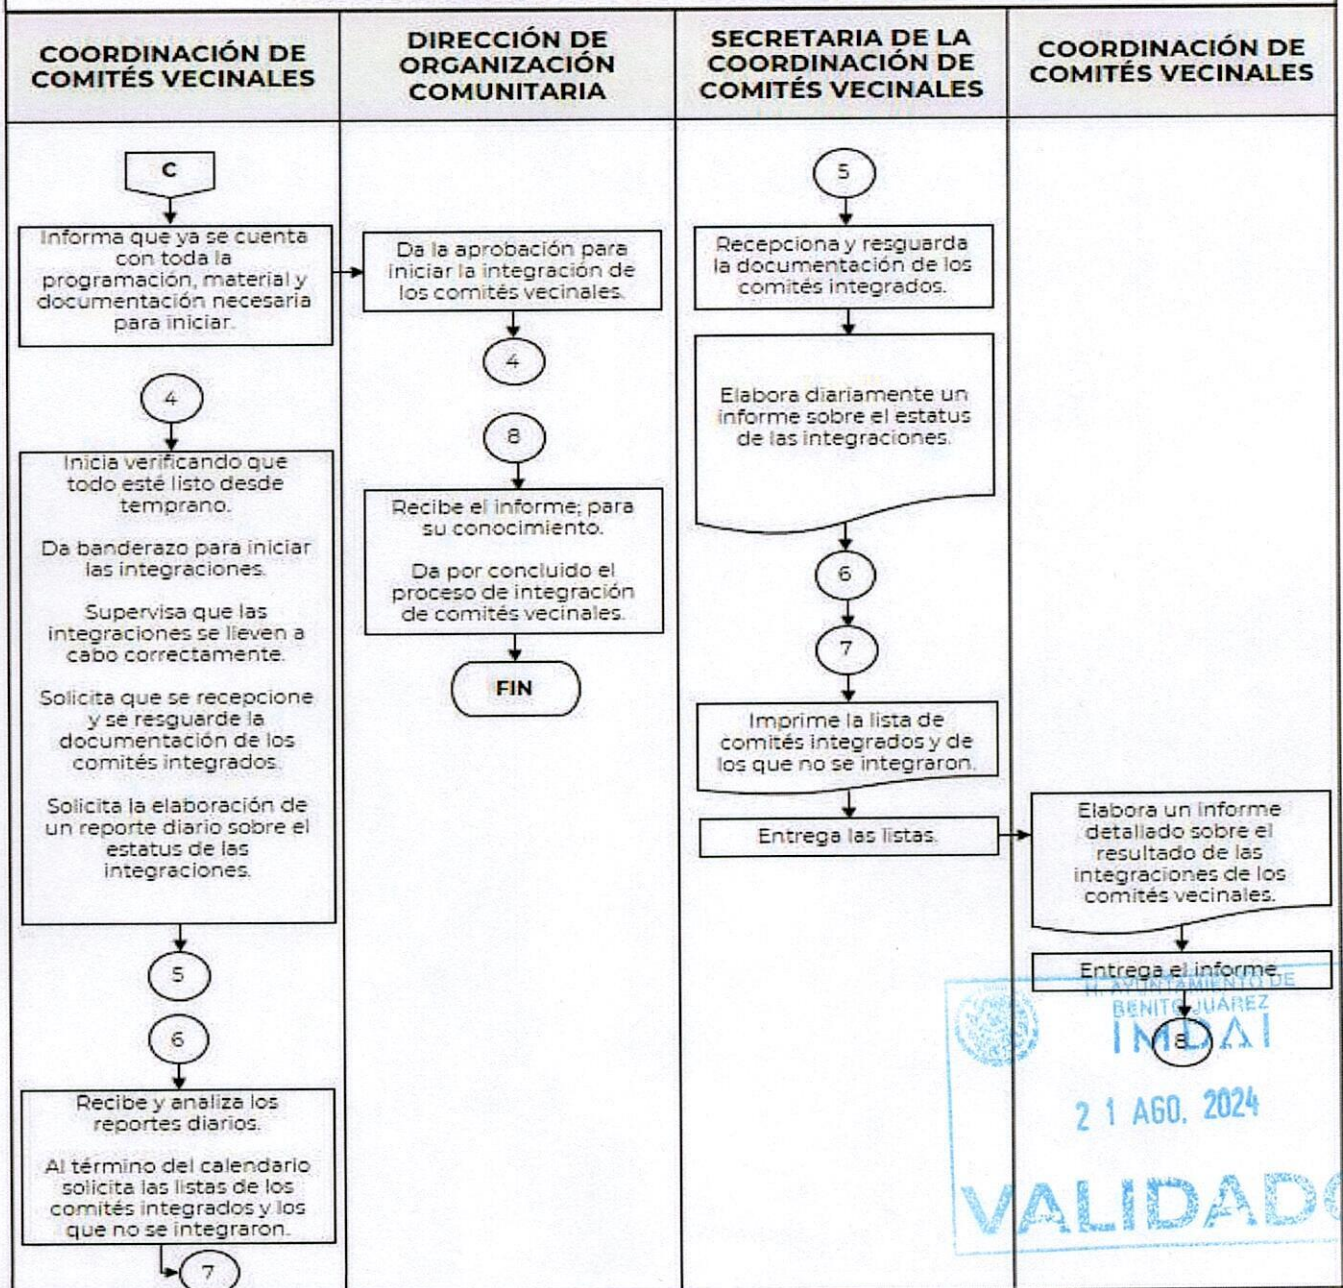 COORDINACIÓN DE
COMITÉS VECINALES
DIRECCIÓN DE
ORGANIZACIÓN
COMUNITARIA
SECRETARIA DE LA
COORDINACIÓN DE
COMITÉS VECINALES
COORDINACIÓN DE
COMITÉS VECINALES
C
Informa que ya se cuenta
con toda la
programación, material y
documentación necesaria
para iniciar.
4
Inicia verificando que
todo esté listo desde
temprano.
Da banderazo para iniciar
las integraciones.
Supervisa que las
integraciones se lleven a
cabo correctamente.
Solicita que se recepcione
y se resguarde la
documentación de los
comités integrados.
Solicita la elaboración de
un reporte diario sobre el
estatus de las
integraciones.
5
6
Recibe y analiza los
reportes diarios.
Al término del calendario
solicita las listas de los
comités integrados y los
que no se integraron.
7
Da la aprobación para
iniciar la integración de
los comités vecinales.
4
8
Recibe el informe; para
su conocimiento.
Da por concluido el
proceso de integración
de comités vecinales.
FIN
5
Recepciona y resguarda
la documentación de los
comités integrados.
Elabora diariamente un
informe sobre el estatus
de las integraciones.
6
7
Imprime la lista de
comités integrados y de
los que no se integraron.
Entrega las listas.
Elabora un informe
detallado sobre el
resultado de las
integraciones de los
comités vecinales.
Entrega el informe.
8
H. AYUNTAMIENTO DE
BENITO JUÁREZ
IMDAI
21 AGO. 2024
VALIDADO